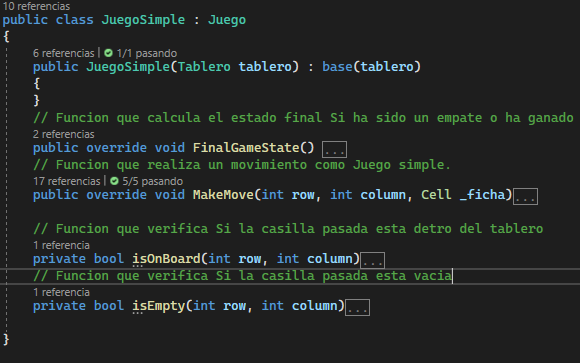 10 referencias
public class JuegoSimple : Juego
{
6 referencias | 1/1 pasando
public JuegoSimple(Tablero tablero) : base(tablero)
{
}
// Funcion que calcula el estado final Si ha sido un empate o ha ganado
2 referencias
public override void FinalGameState() ...
// Funcion que realiza un movimiento como Juego simple.
17 referencias | 5/5 pasando
public override void MakeMove(int row, int column, Cell _ficha)...
// Funcion que verifica Si la casilla pasada esta detro del tablero
1 referencia
private bool isOnBoard(int row, int column)...
// Funcion que verifica Si la casilla pasada esta vacia
1 referencia
private bool isEmpty(int row, int column)...
}